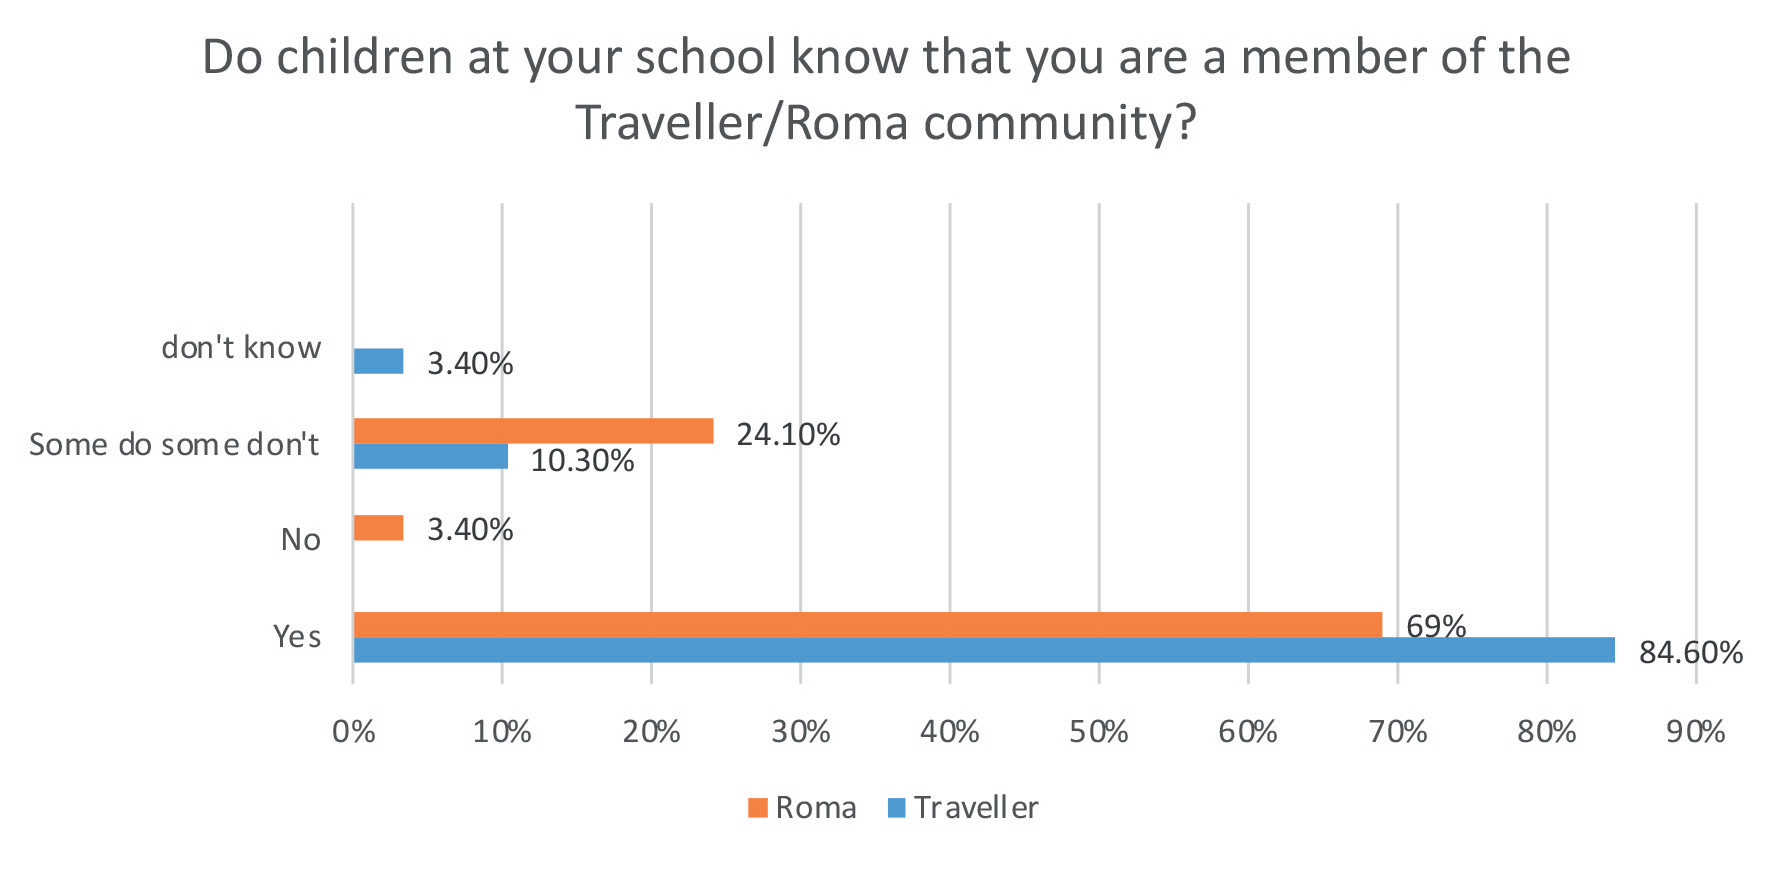 Do children at your school know that you are a member of the
Traveller/Roma community?
don't know
3.40%
Some do some don't
24.10%
10.30%
No
3.40%
Yes
69%
84.60%
0% 10% 20% 30% 40% 50% 60% 70% 80% 90%
Roma Traveller